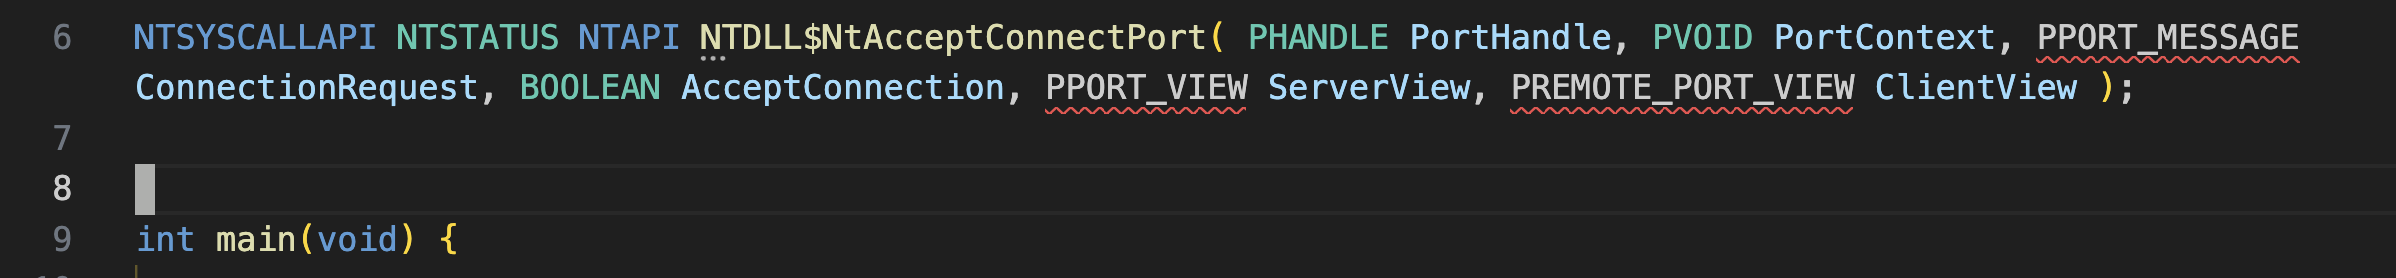 6 NTSYSCALLAPI NTSTATUS NTAPI NTDLL$NtAcceptConnectPort( PHANDLE PortHandle, PVOID PortContext, PPORT_MESSAGE
ConnectionRequest, BOOLEAN AcceptConnection, PPORT_VIEW ServerView, PREMOTE_PORT_VIEW ClientView );
7
8
9 int main(void) {